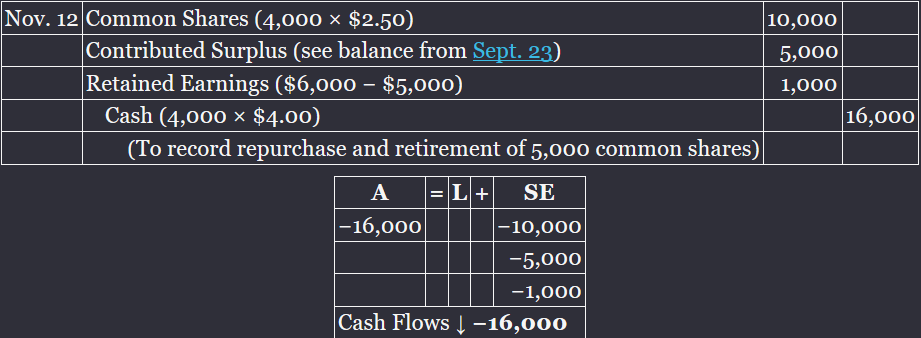 Nov. 12 Common Shares (4,000 × $2.50) 10,000
Contributed Surplus (see balance from Sept. 23) 5,000
Retained Earnings ($6,000 – $5,000) 1,000
Cash (4,000 × $4.00) 16,000
(To record repurchase and retirement of 5,000 common shares)
A = L + SE
−16,000 −10,000
−5,000
−1,000
Cash Flows ↓ −16,000